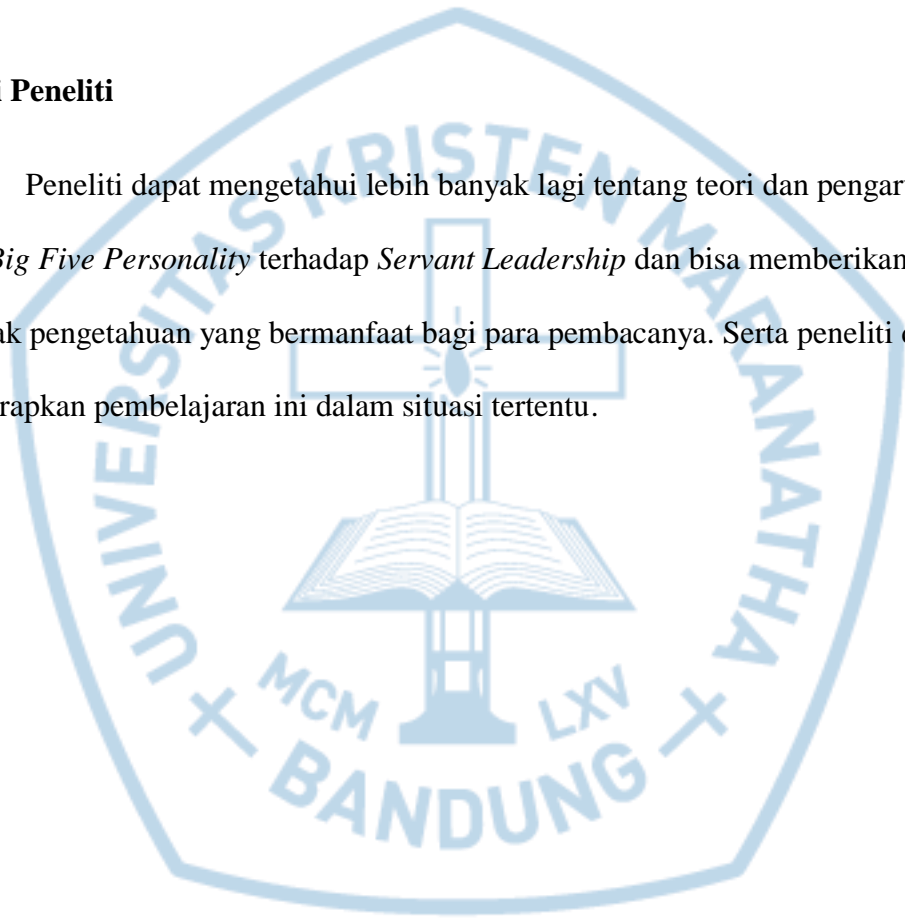 i Peneliti
Peneliti dapat mengetahui lebih banyak lagi tentang teori dan pengar
Big Five Personality terhadap Servant Leadership dan bisa memberikan
ak pengetahuan yang bermanfaat bagi para pembacanya. Serta peneliti
rapkan pembelajaran ini dalam situasi tertentu.
UNIVERSITAS KRISTEN MARANATHA
MCM LXV
BANDUNG